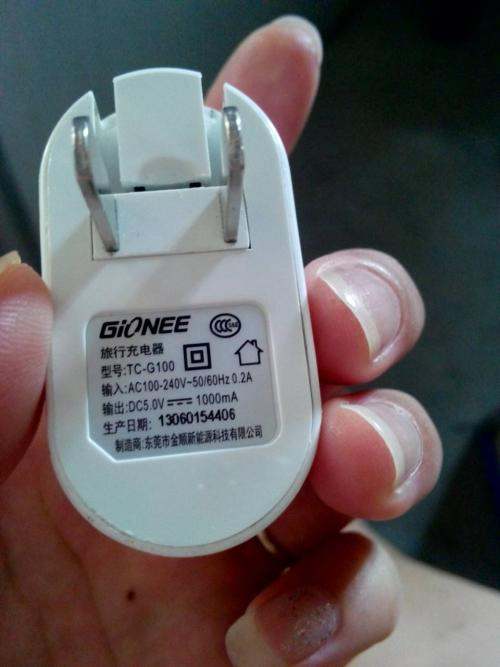 GiONEE
旅行充电器
型号:TC-G100
输入:AC100-240V~50/60Hz 0.2A
输出:DC5.0V⎓1000mA
生产日期: 13060154406
制造商:东莞市金顺新能源科技有限公司